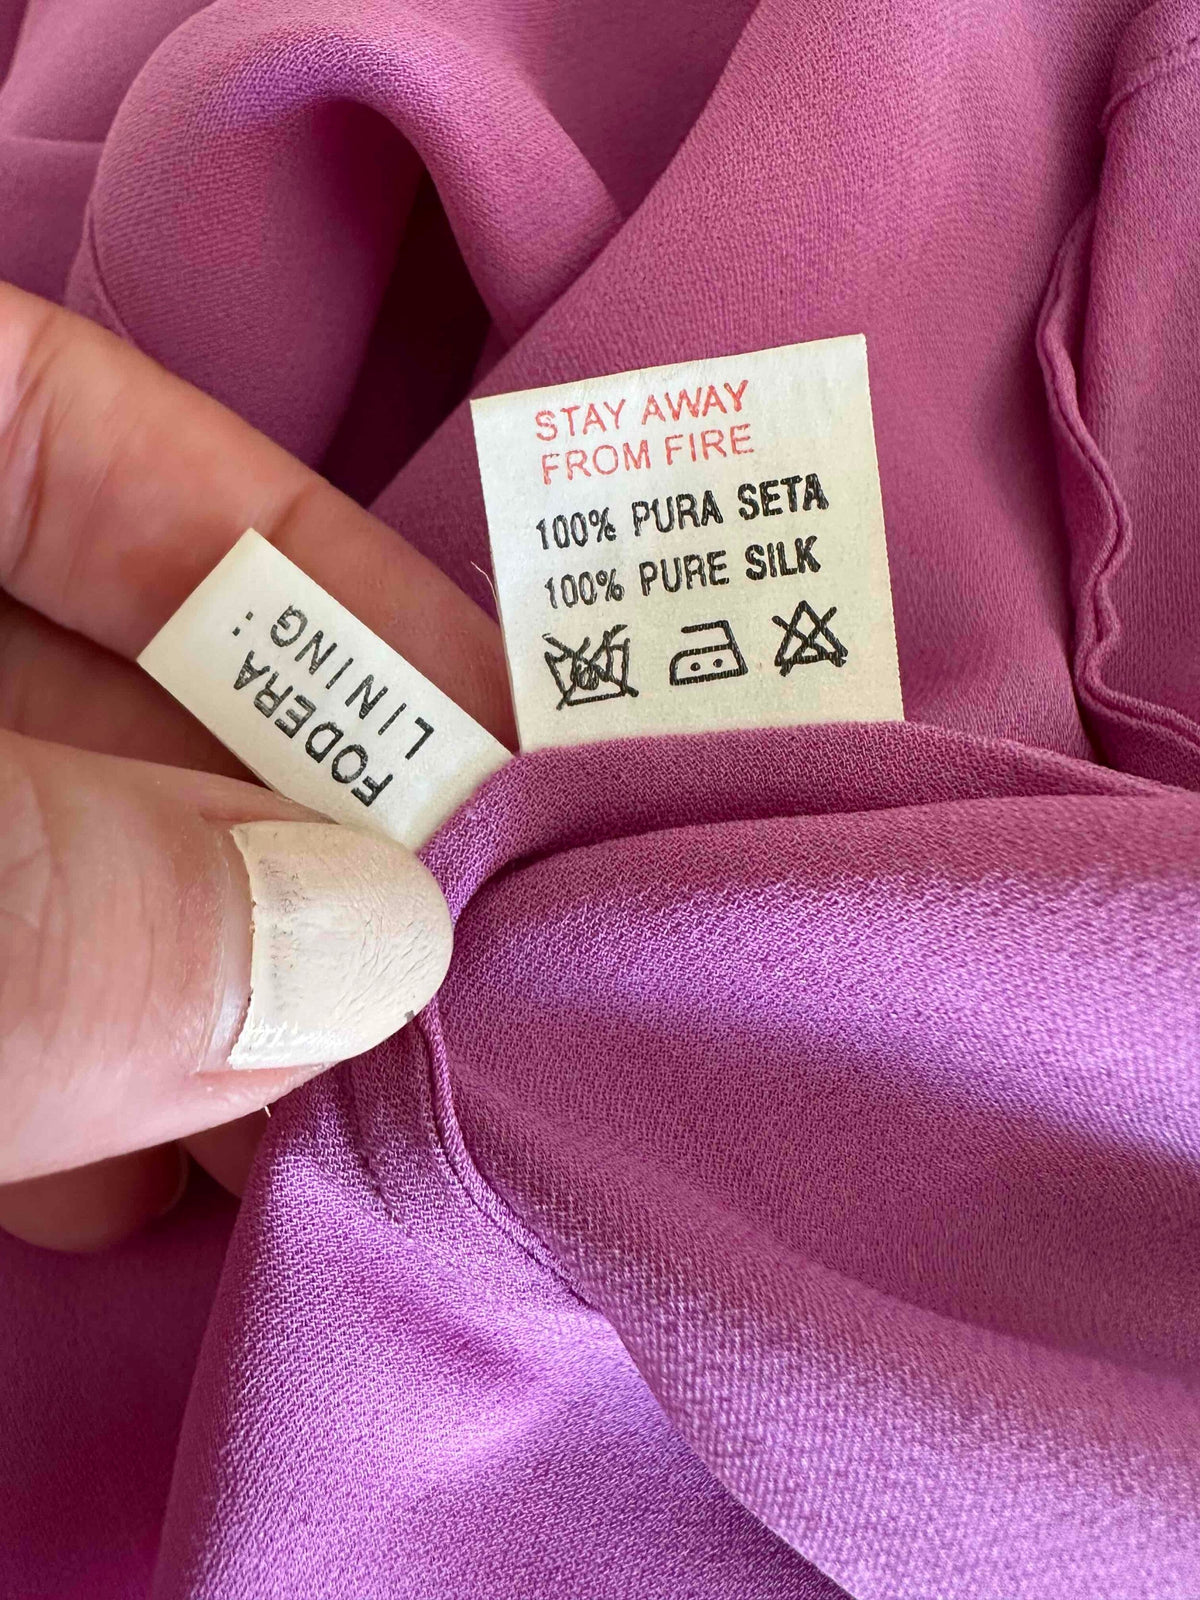 STAY AWAY
FROM FIRE
100% PURA SETA
100% PURE SILK
FODERA
LINING :